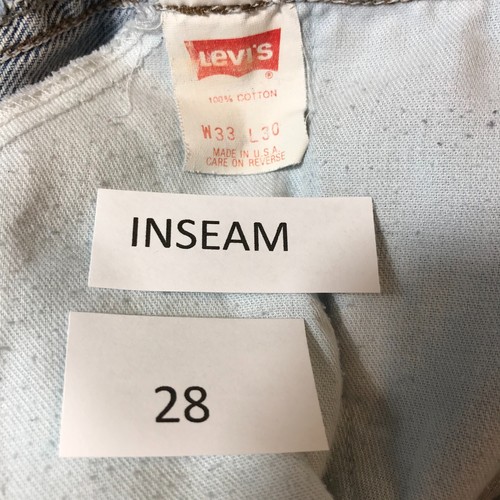 Levi's
100% COTTON
W33 L30
MADE IN U.S.A.
CARE ON REVERSE
INSEAM
28